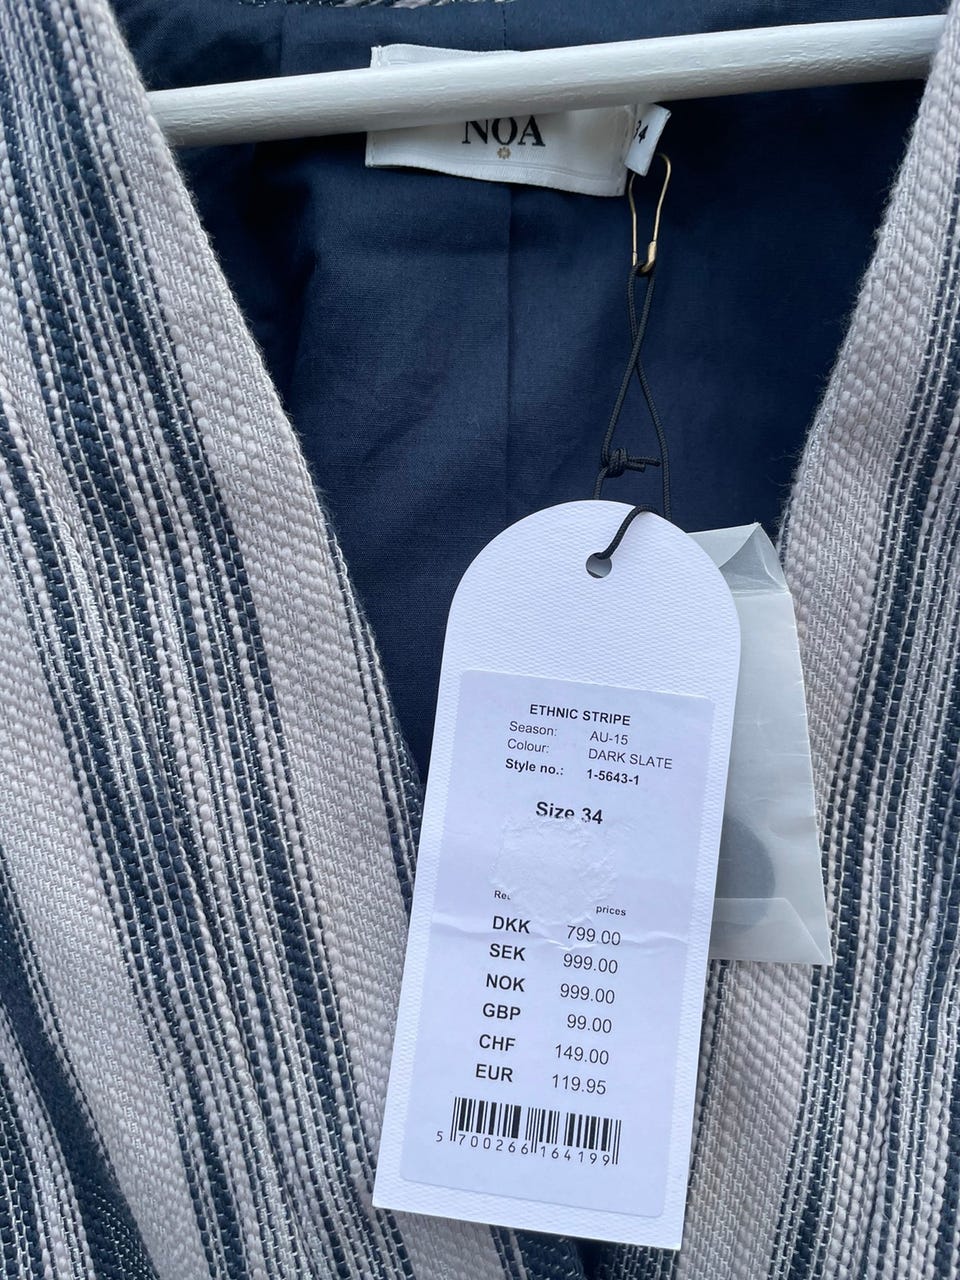 NOA
34
ETHNIC STRIPE
Season: AU-15
Colour: DARK SLATE
Style no.: 1-5643-1
Size 34
prices
DKK 799.00
SEK 999.00
NOK 999.00
GBP 99.00
CHF 149.00
EUR 119.95
5 700266 164199